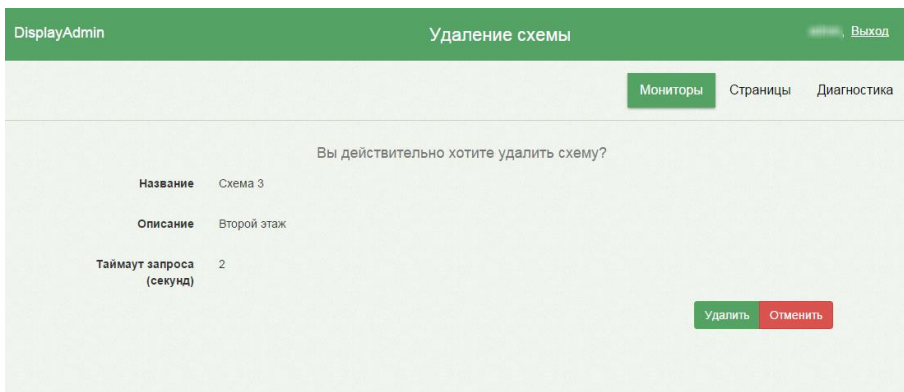 DisplayAdmin
Удаление схемы
, Выход
Мониторы Страницы Диагностика
Вы действительно хотите удалить схему?
Название Схема 3
Описание Второй этаж
Таймаут запроса 2
(секунд)
Удалить Отменить